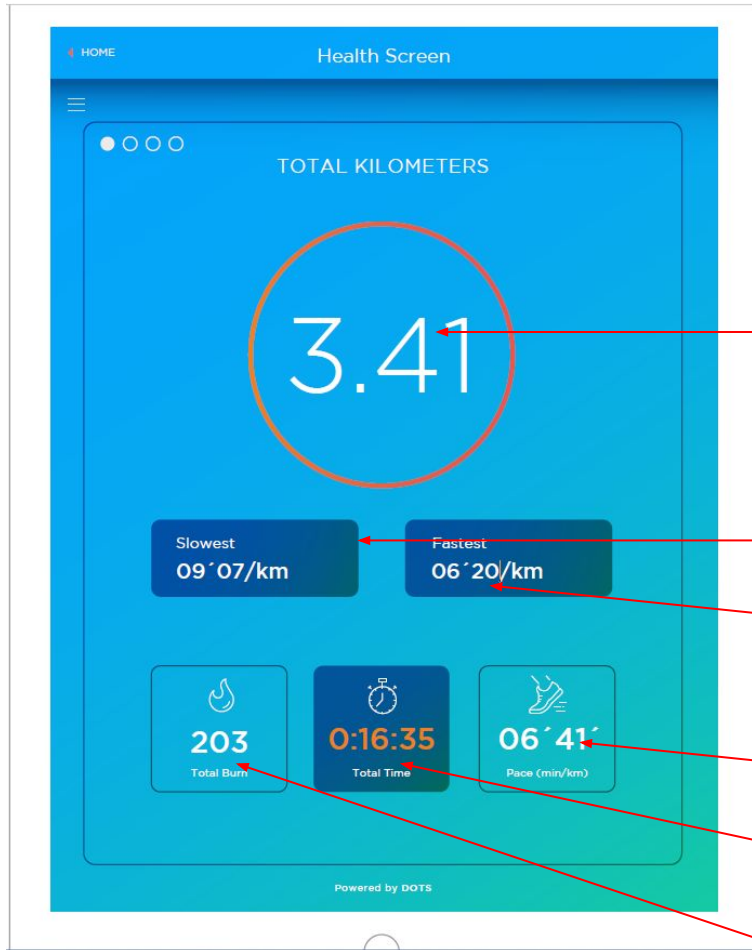 HOME
Health Screen
TOTAL KILOMETERS
3.41
Slowest
09´07/km
Fastest
06´20/km
203
Total Burn
0:16:35
Total Time
06´41´
Pace (min/km)
Powered by DOTS